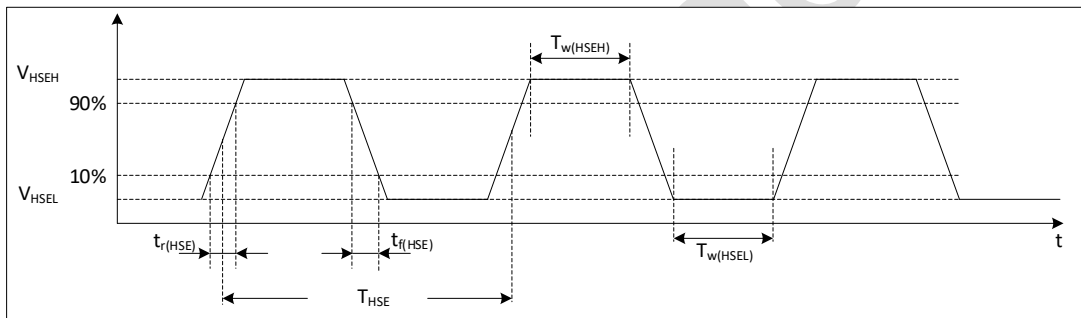 T_w(HSEH)
V_HSEH
90%
10%
V_HSEL
t_r(HSE)
t_f(HSE)
T_w(HSEL)
t
T_HSE